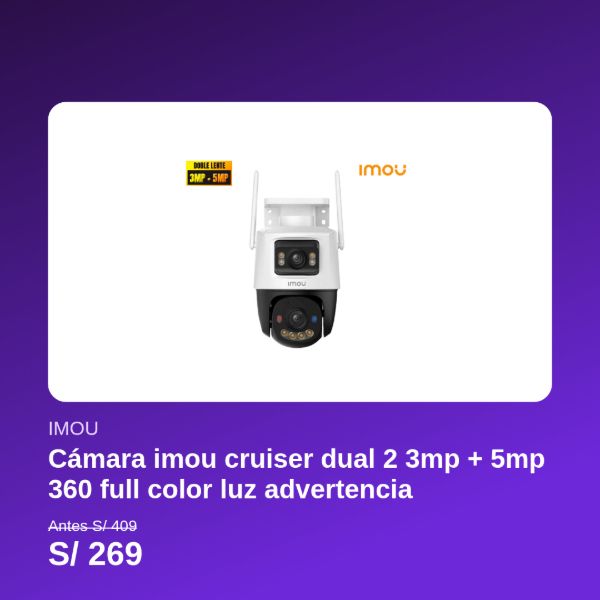 DOBLE LENTE
3MP - 5MP
imou
imou
IMOU
Cámara imou cruiser dual 2 3mp + 5mp
360 full color luz advertencia
Antes S/ 409
S/ 269